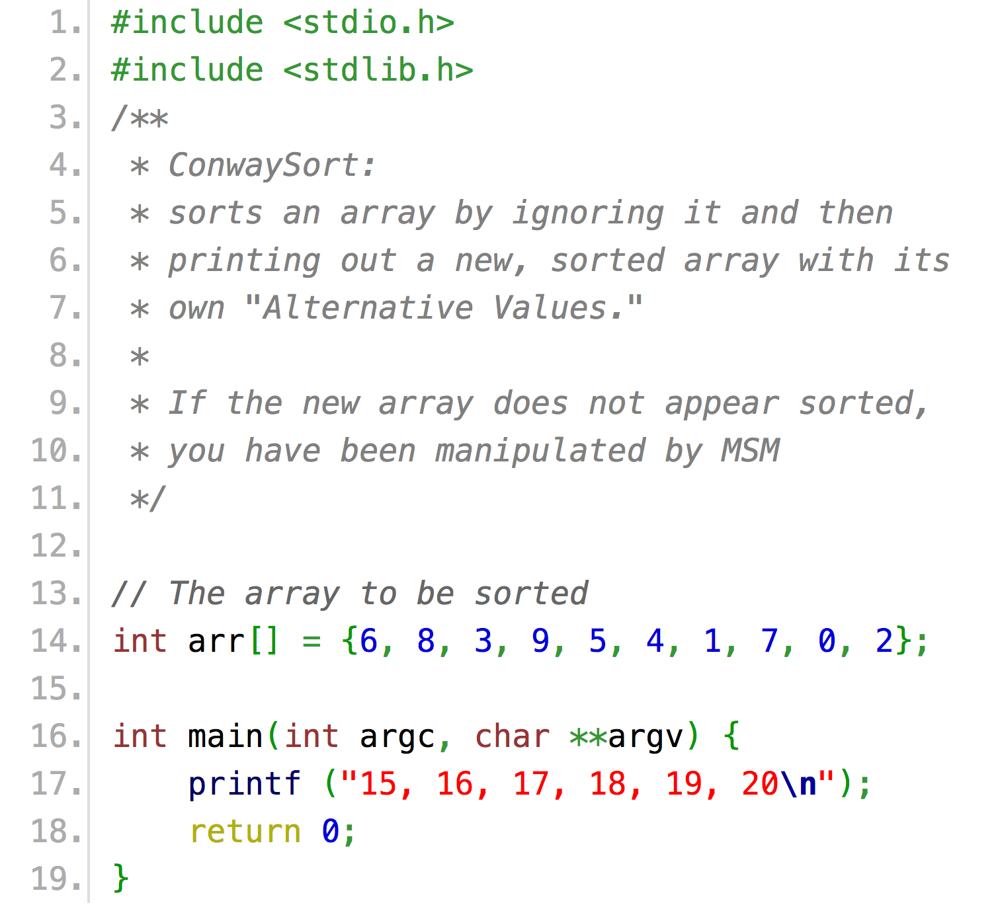 1. #include <stdio.h>
2. #include <stdlib.h>
3. /**
4.  * ConwaySort:
5.  * sorts an array by ignoring it and then
6.  * printing out a new, sorted array with its
7.  * own "Alternative Values."
8.  *
9.  * If the new array does not appear sorted,
10.  * you have been manipulated by MSM
11.  */
12.
13. // The array to be sorted
14. int arr[] = {6, 8, 3, 9, 5, 4, 1, 7, 0, 2};
15.
16. int main(int argc, char **argv) {
17.     printf ("15, 16, 17, 18, 19, 20\n");
18.     return 0;
19. }